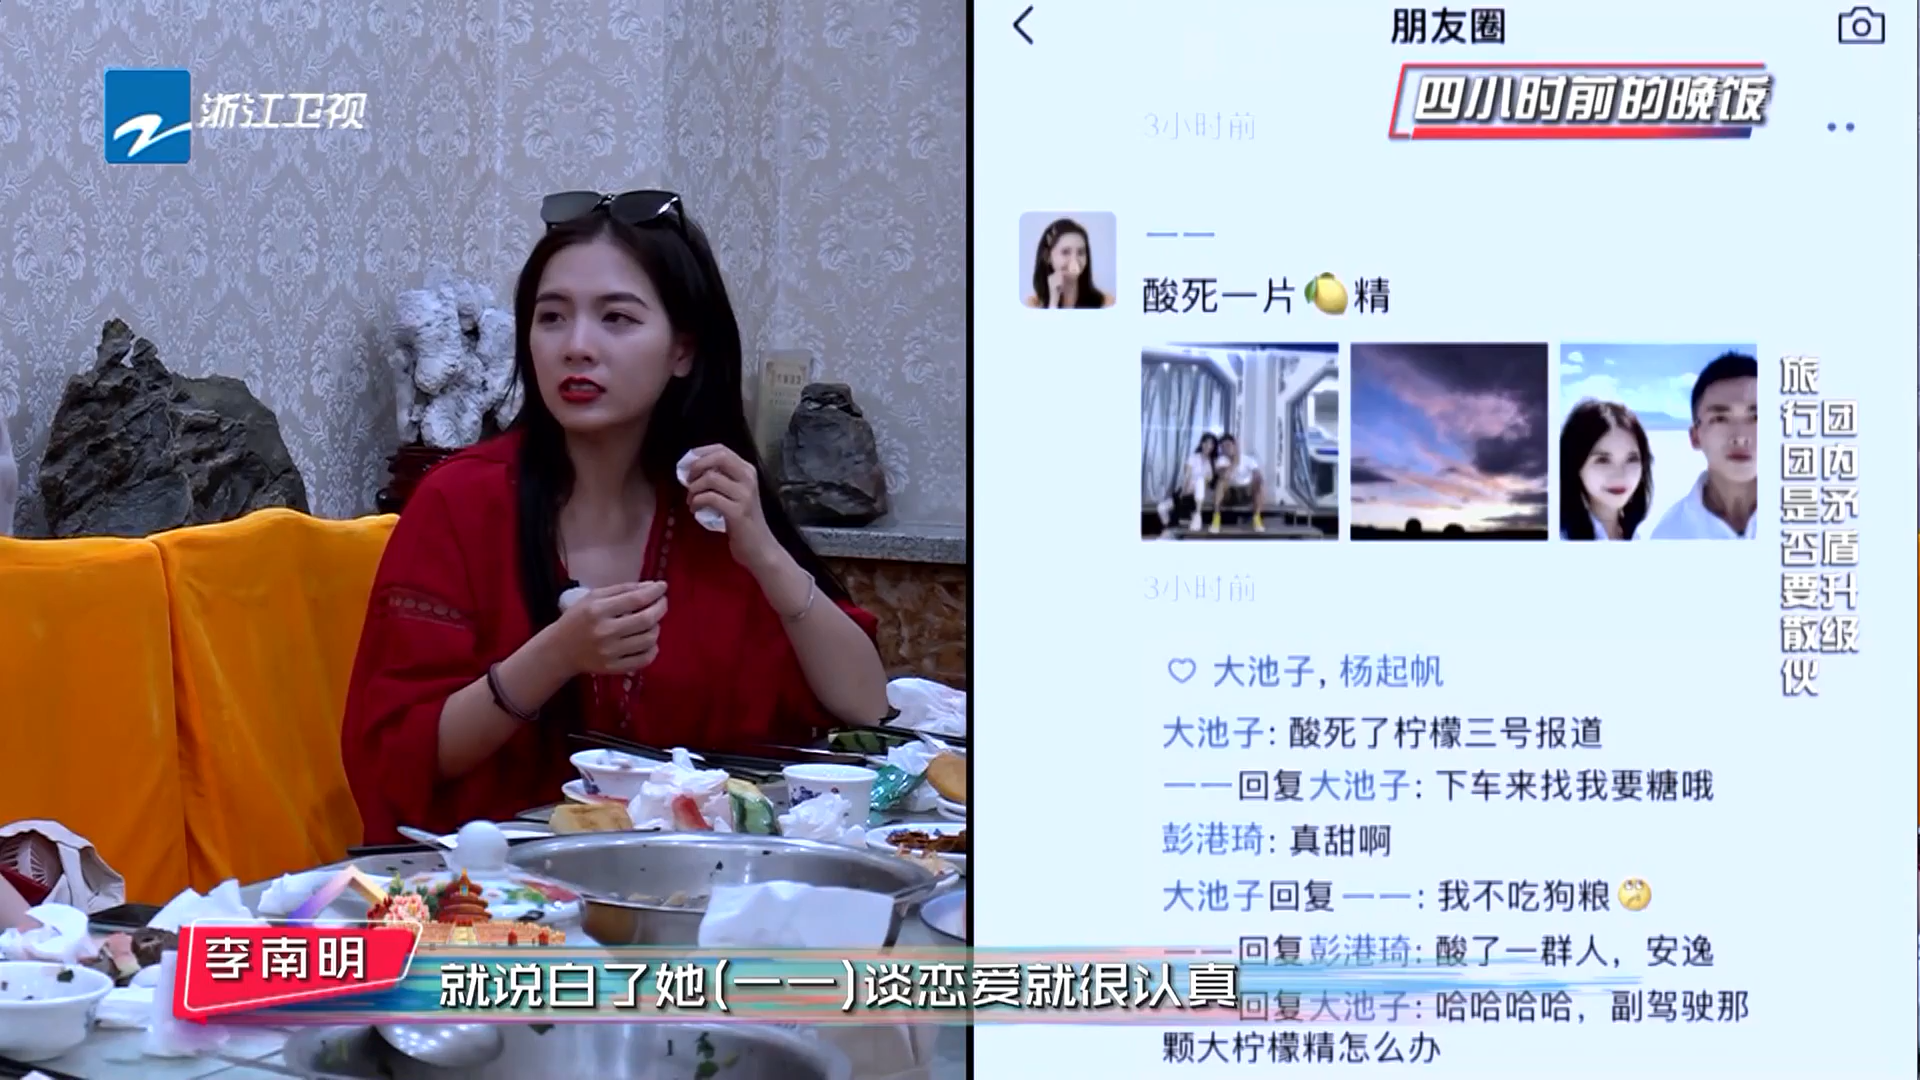 浙江卫视
朋友圈
四小时前的晚饭
3小时前
一一
酸死一片🍋精
3小时前
旅行团是否要散伙
团内矛盾升级
大池子, 杨起帆
大池子: 酸死了柠檬三号报道
一一回复大池子: 下车来找我要糖哦
彭港琦: 真甜啊
大池子回复一一: 我不吃狗粮
一一回复彭港琦: 酸了一群人，安逸
回复大池子: 哈哈哈哈，副驾驶那
颗大柠檬精怎么办
李南明
就说白了她(一一)谈恋爱就很认真